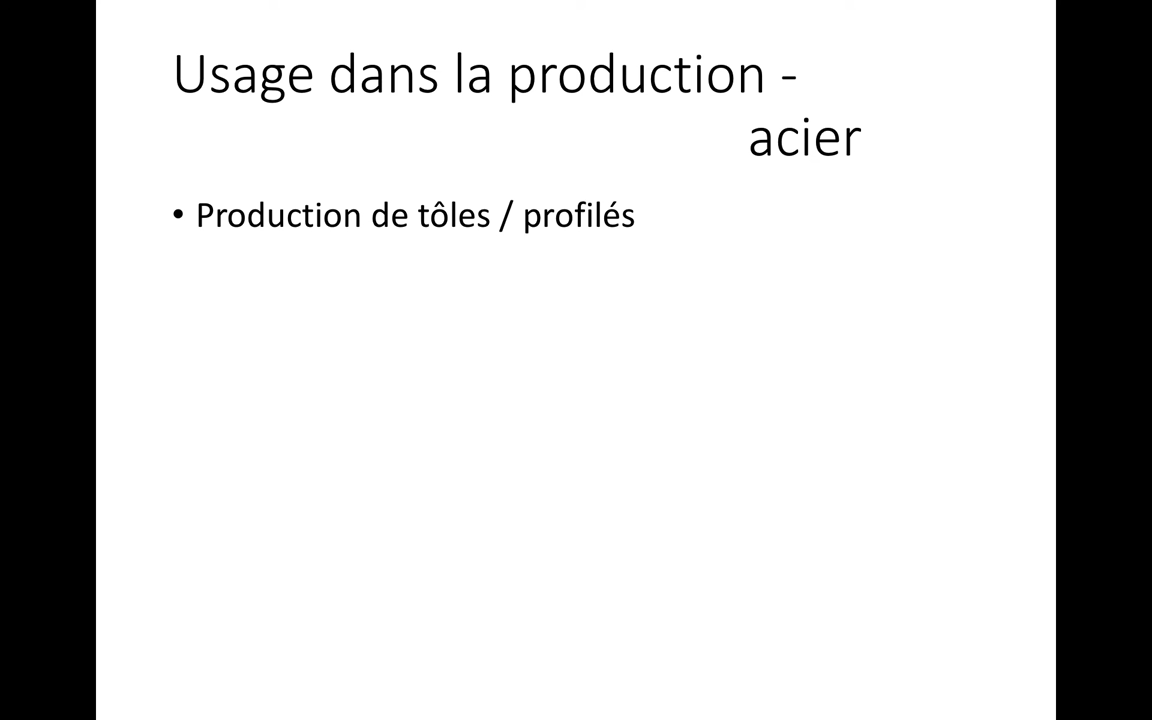 Usage dans la production -
acier
• Production de tôles / profilés